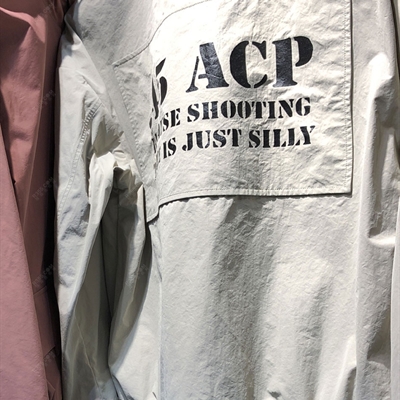 5 ACP
SE SHOOTING
IS JUST SILLY